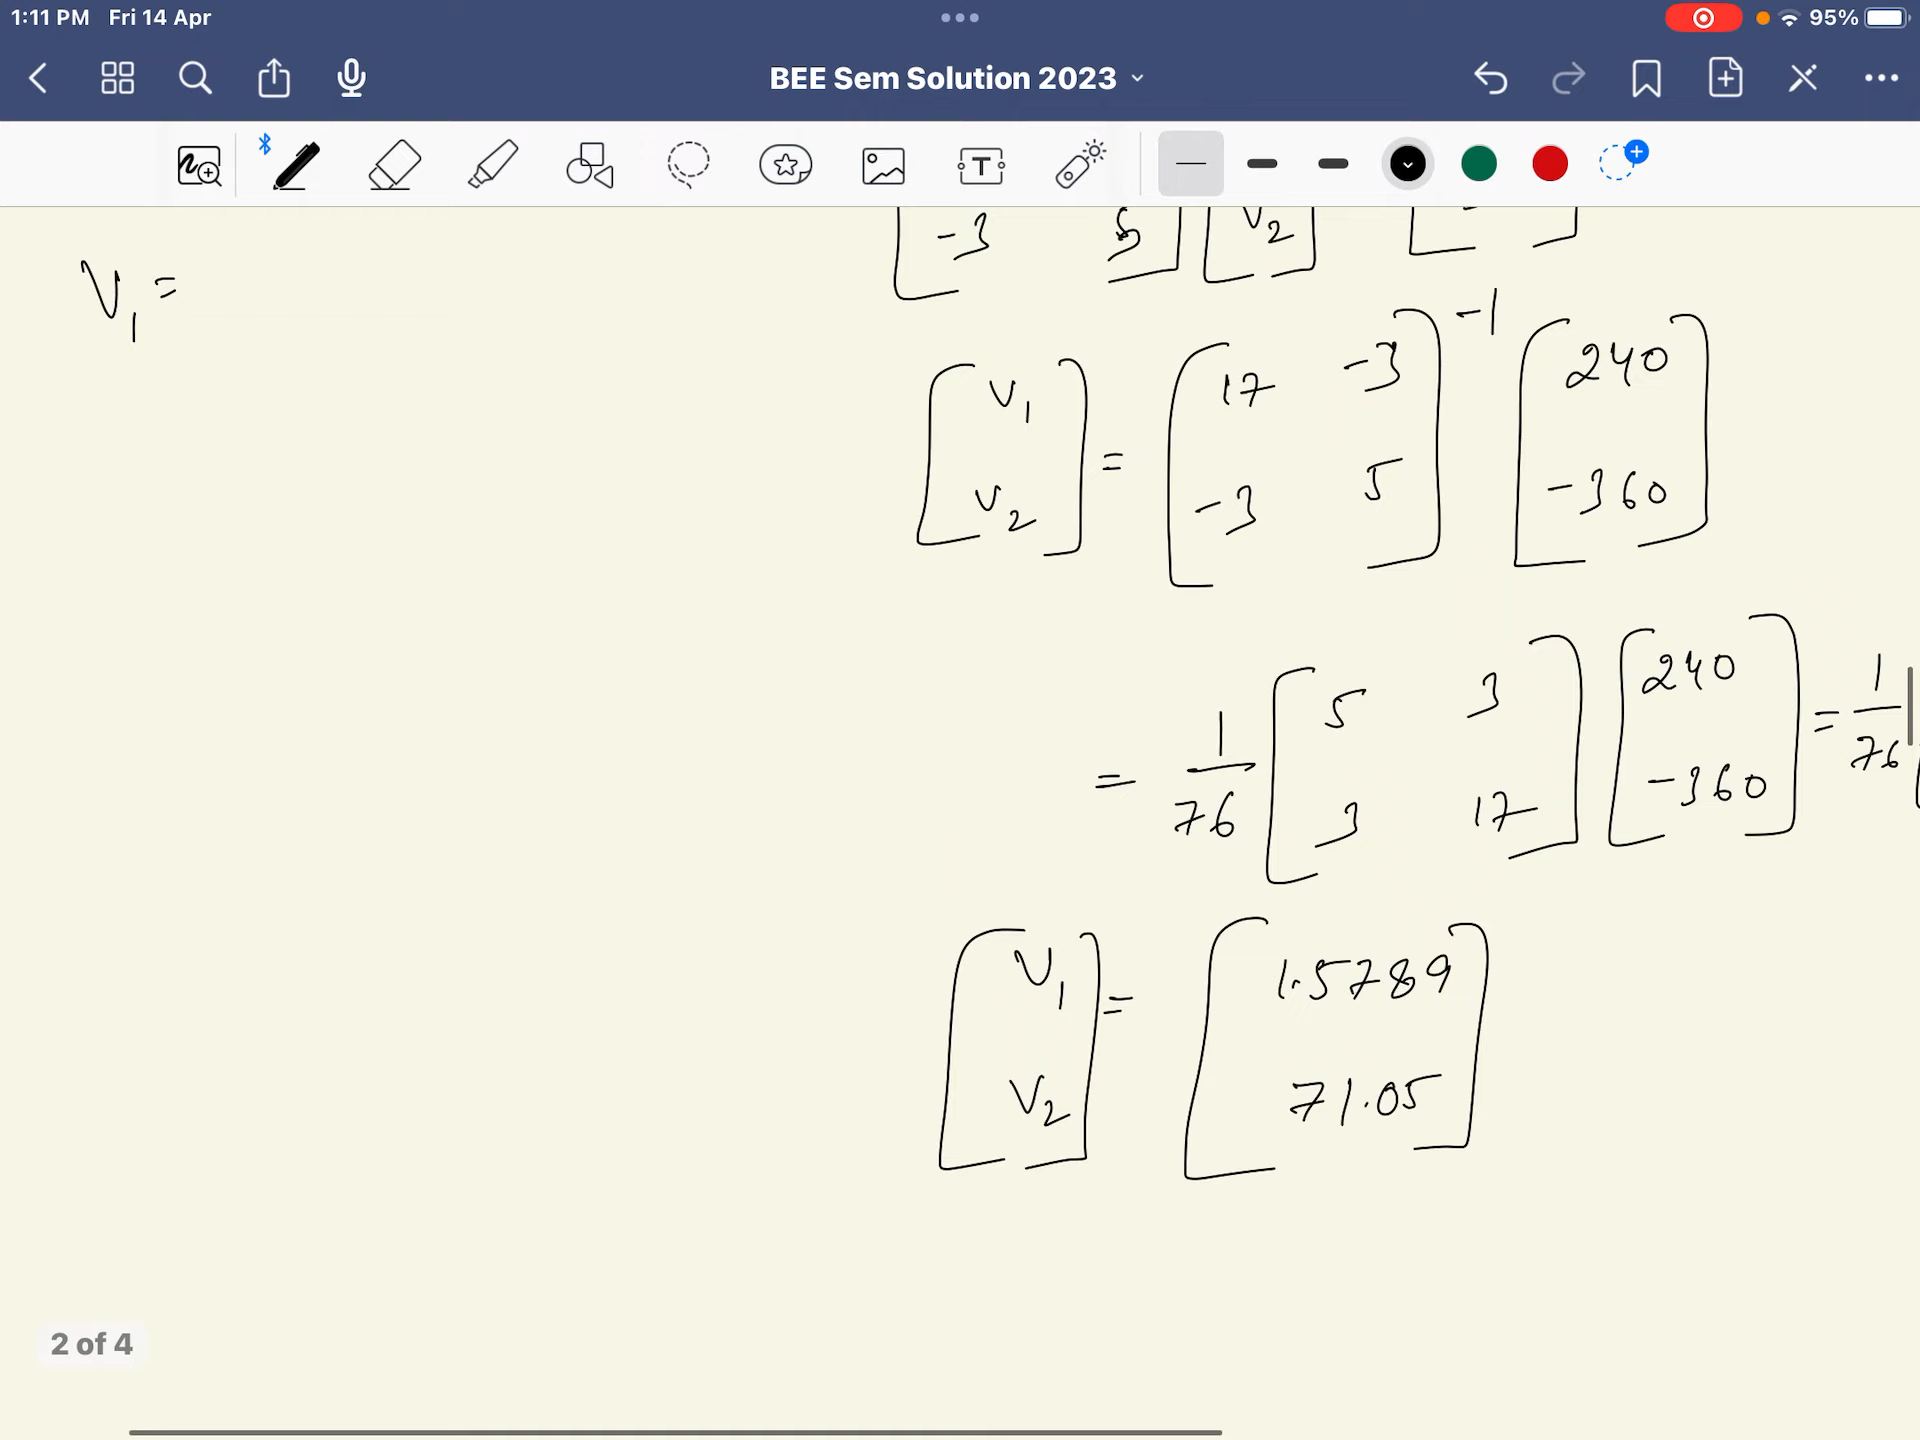 1:11 PM Fri 14 Apr 95%
BEE Sem Solution 2023
T
-3 5 V2
V1 =
[V1 V2] = [17 -3 -3 5]^-1 [240 -360]
= 1/76 [5 3 3 17] [240 -360] = 1/76
[V1 V2] = [1.5789 71.05]
2 of 4